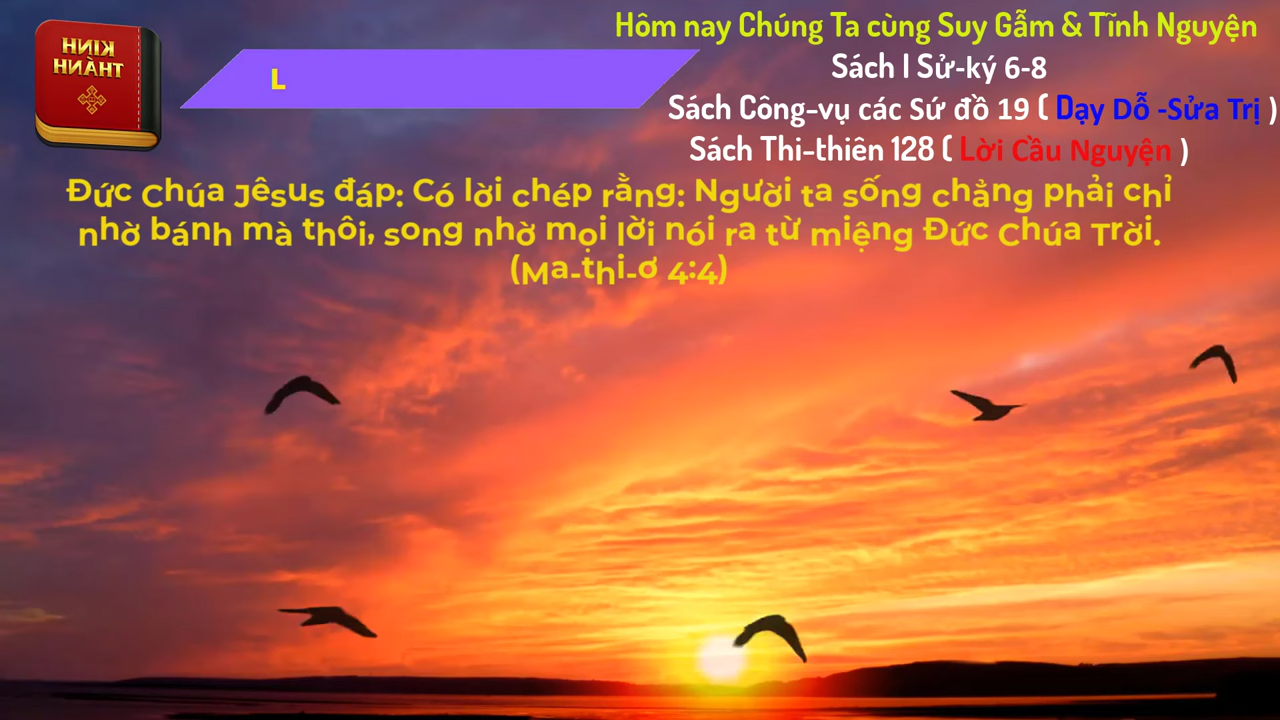 KINH
THÁNH
L
Hôm nay Chúng Ta cùng Suy Gẫm & Tĩnh Nguyện
Sách I Sử-ký 6-8
Sách Công-vụ các Sứ đồ 19 ( Dạy Dỗ -Sửa Trị )
Sách Thi-thiên 128 ( Lời Cầu Nguyện )
Đức Chúa Jêsus đáp: Có lời chép rằng: Người ta sống chẳng phải chỉ
nhờ bánh mà thôi, song nhờ mọi lời nói ra từ miệng Đức Chúa Trời.
(Ma-thi-ơ 4:4)